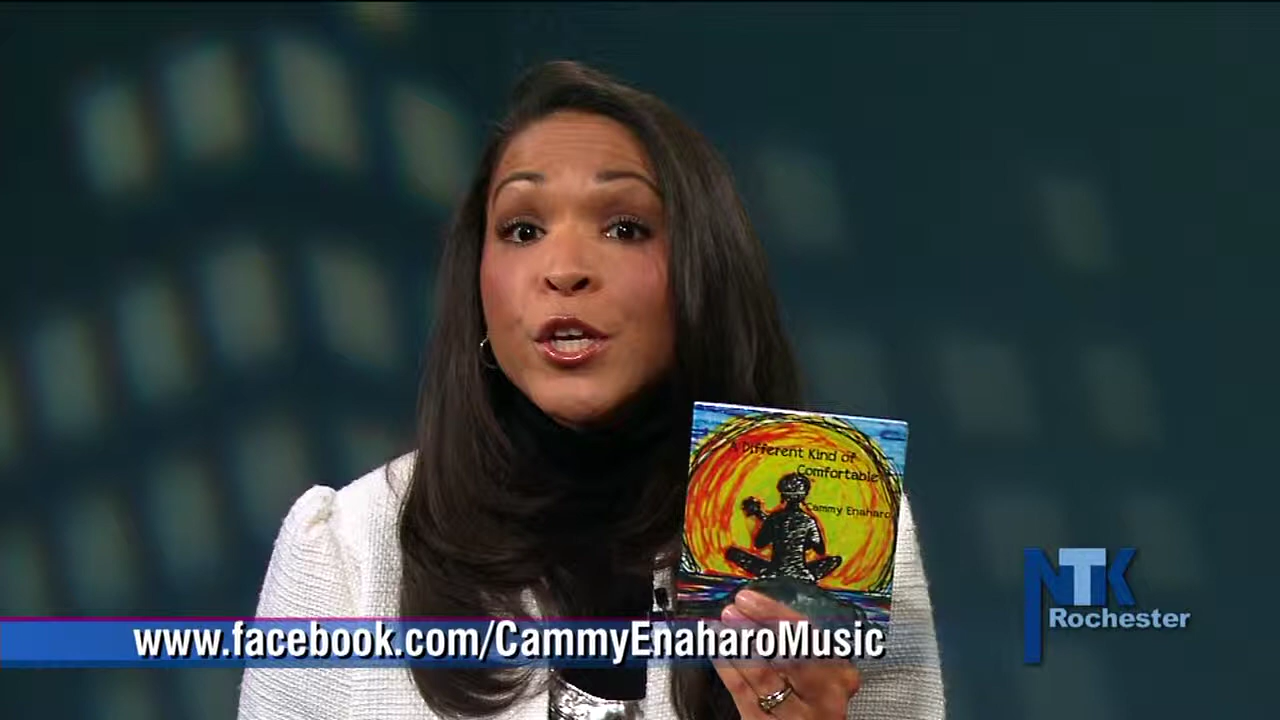 A Different Kind of
Comfortable
Cammy Enaharo
www.facebook.com/CammyEnaharoMusic
NTK
Rochester